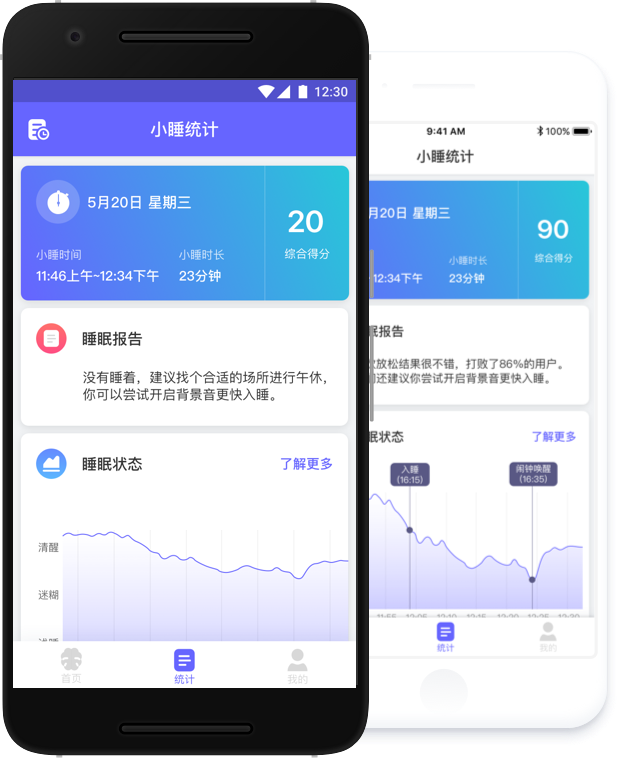 12:30
小睡统计
5月20日 星期三
20
小睡时间
小睡时长
综合得分
11:46上午~12:34下午
23分钟
睡眠报告
没有睡着，建议找个合适的场所进行午休，
你可以尝试开启背景音更快入睡。
睡眠状态
了解更多
清醒
迷糊
首页
统计
我的
9:41 AM
100%
小睡统计
月20日 星期三
90
小睡时长
综合得分
12:34下午
23分钟
眠报告
放松结果很不错，打败了86%的用户。
还建议你尝试开启背景音更快入睡。
眠状态
了解更多
入睡
(16:15)
闹钟唤醒
(16:35)
统计
我的